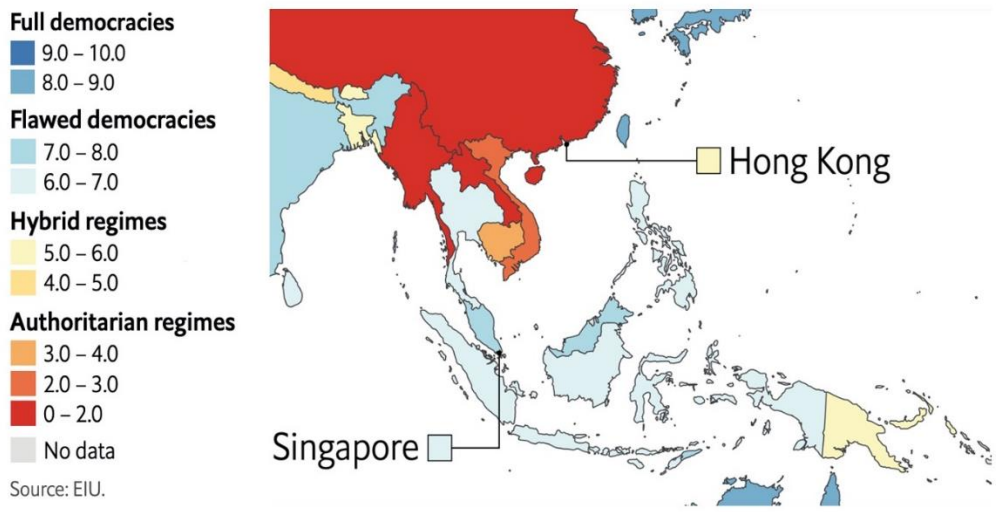 Full democracies
9.0 – 10.0
8.0 – 9.0
Flawed democracies
7.0 – 8.0
6.0 – 7.0
Hybrid regimes
5.0 – 6.0
4.0 – 5.0
Authoritarian regimes
3.0 – 4.0
2.0 – 3.0
0 – 2.0
No data
Source: EIU.
Hong Kong
Singapore